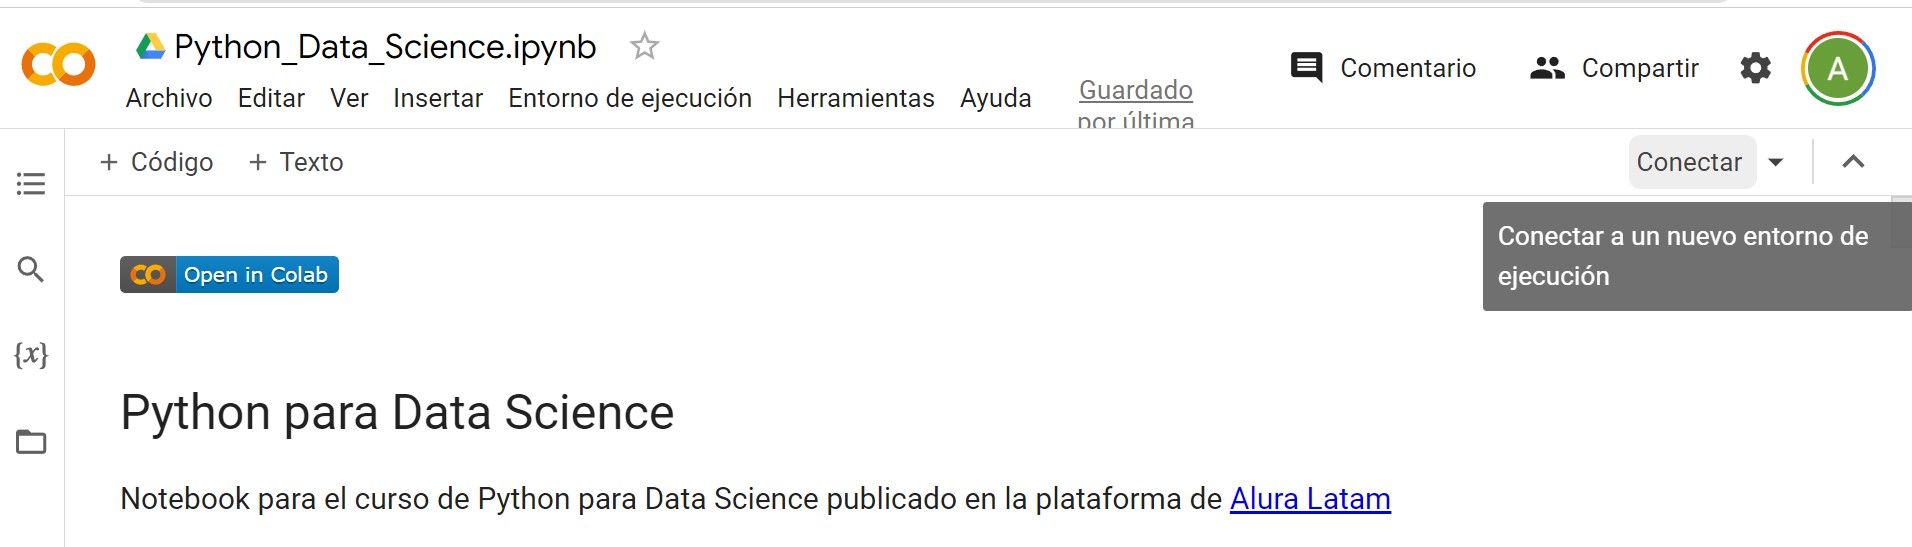 Python_Data_Science.ipynb
Archivo Editar Ver Insertar Entorno de ejecución Herramientas Ayuda
Guardado
por última
Comentario
Compartir
A
+ Código + Texto
Conectar
Conectar a un nuevo entorno de
ejecución
Open in Colab
{x}
Python para Data Science
Notebook para el curso de Python para Data Science publicado en la plataforma de Alura Latam